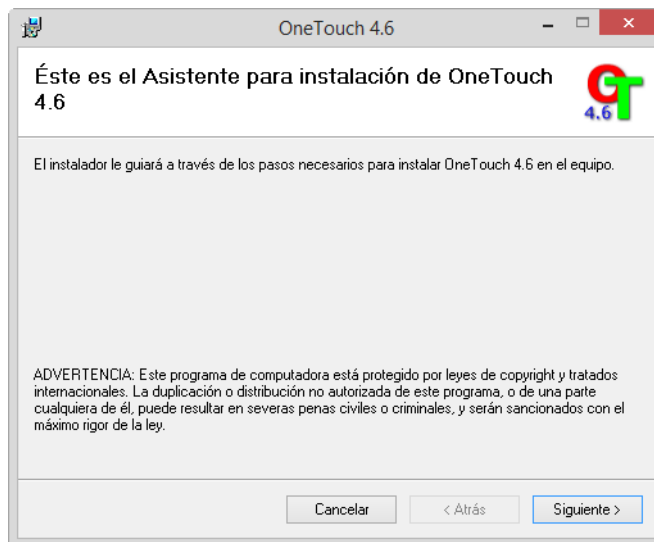 OneTouch 4.6
Éste es el Asistente para instalación de OneTouch
4.6
OT
4.6
El instalador le guiará a través de los pasos necesarios para instalar OneTouch 4.6 en el equipo.
ADVERTENCIA: Este programa de computadora está protegido por leyes de copyright y tratados
internacionales. La duplicación o distribución no autorizada de este programa, o de una parte
cualquiera de él, puede resultar en severas penas civiles o criminales, y serán sancionados con el
máximo rigor de la ley.
Cancelar
< Atrás
Siguiente >